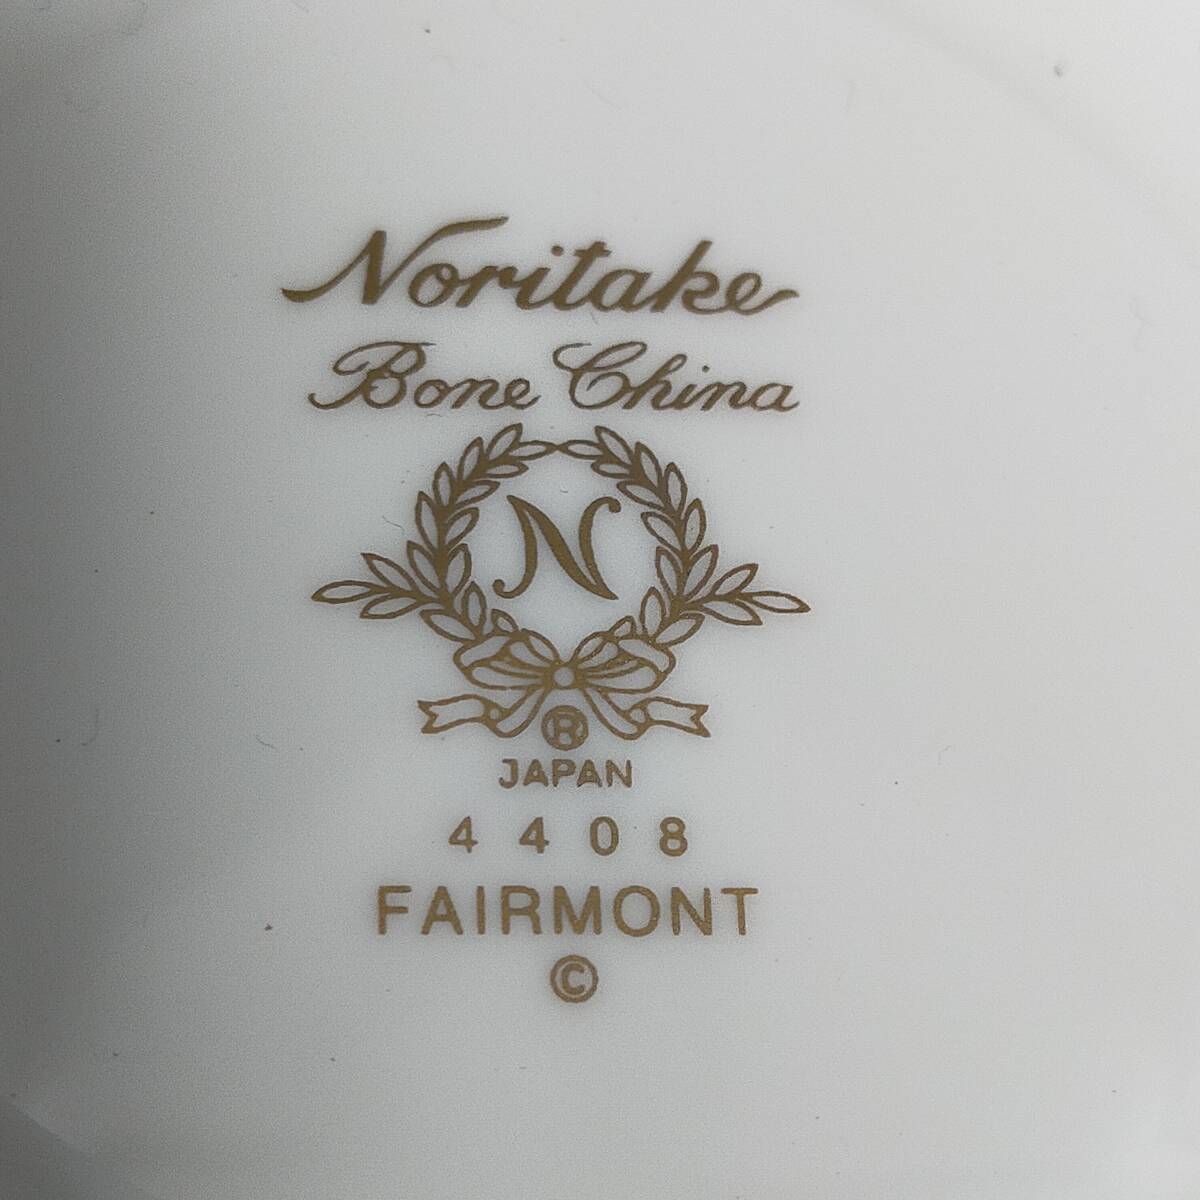 Noritake
Bone China
N
®
JAPAN
4408
FAIRMONT
©